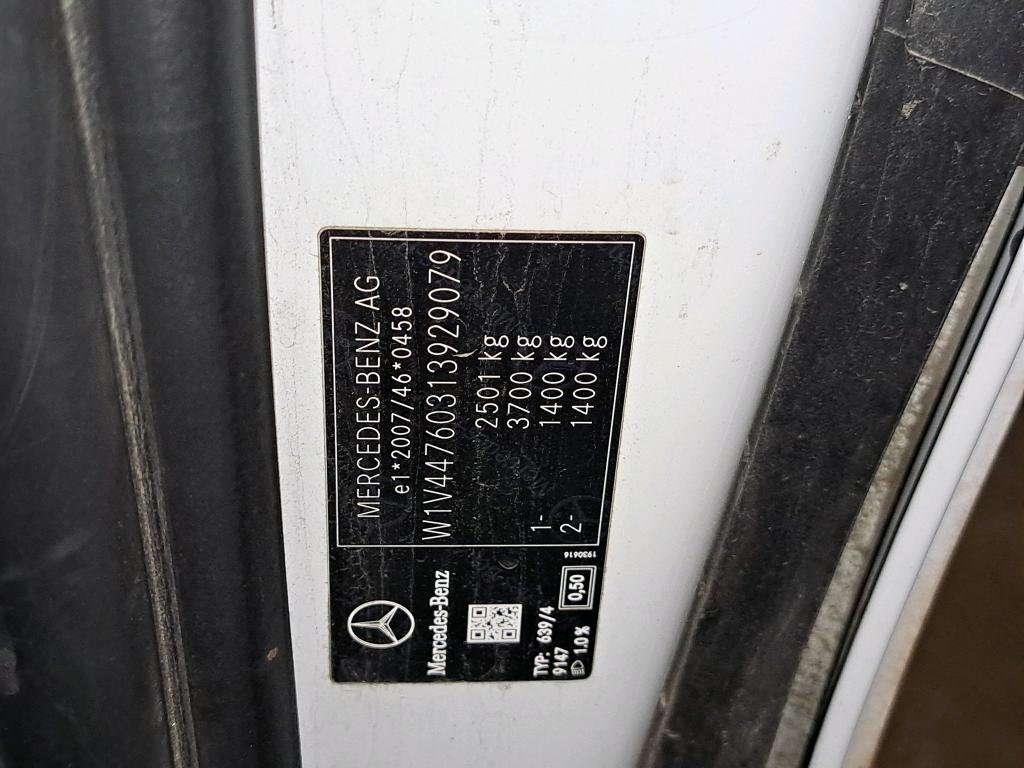 MERCEDES-BENZ AG
e1*2007/46*0458
W1V44760313929079
2501 kg
3700 kg
1- 1400 kg
2- 1400 kg
Mercedes-Benz
TYP: 639/4
9147
1.0 %
0,50
1930616